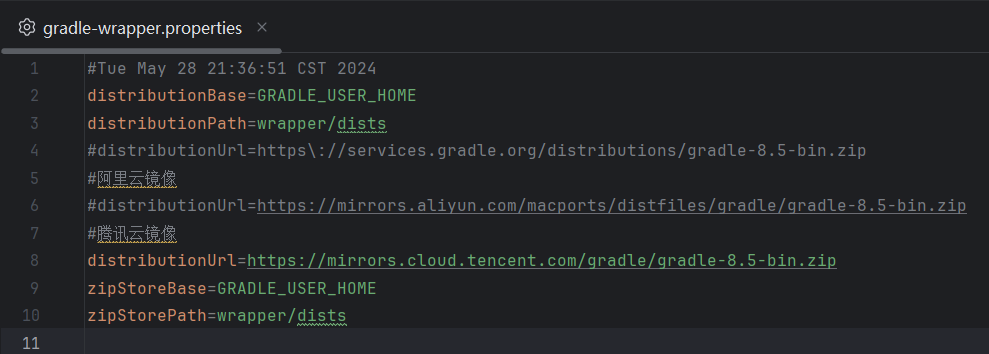 gradle-wrapper.properties
1 #Tue May 28 21:36:51 CST 2024
2 distributionBase=GRADLE_USER_HOME
3 distributionPath=wrapper/dists
4 #distributionUrl=https\://services.gradle.org/distributions/gradle-8.5-bin.zip
5 #阿里云镜像
6 #distributionUrl=https://mirrors.aliyun.com/macports/distfiles/gradle/gradle-8.5-bin.zip
7 #腾讯云镜像
8 distributionUrl=https://mirrors.cloud.tencent.com/gradle/gradle-8.5-bin.zip
9 zipStoreBase=GRADLE_USER_HOME
10 zipStorePath=wrapper/dists
11